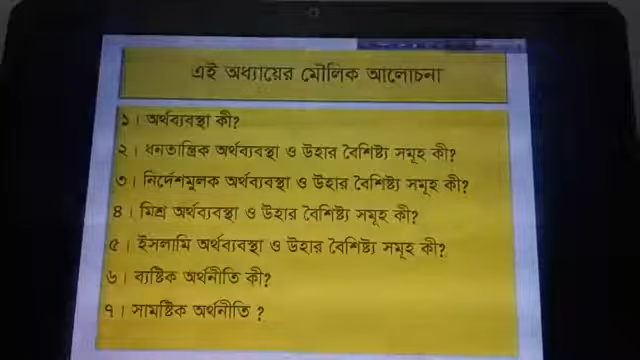 এই অধ্যায়ের মৌলিক আলোচনা
১। অর্থব্যবস্থা কী?
২। ধনতান্ত্রিক অর্থব্যবস্থা ও উহার বৈশিষ্ট্য সমূহ কী?
৩। নির্দেশমুলক অর্থব্যবস্থা ও উহার বৈশিষ্ট্য সমূহ কী?
৪। মিশ্র অর্থব্যবস্থা ও উহার বৈশিষ্ট্য সমূহ কী?
৫। ইসলামি অর্থব্যবস্থা ও উহার বৈশিষ্ট্য সমূহ কী?
৬। ব্যষ্টিক অর্থনীতি কী?
৭। সামষ্টিক অর্থনীতি ?